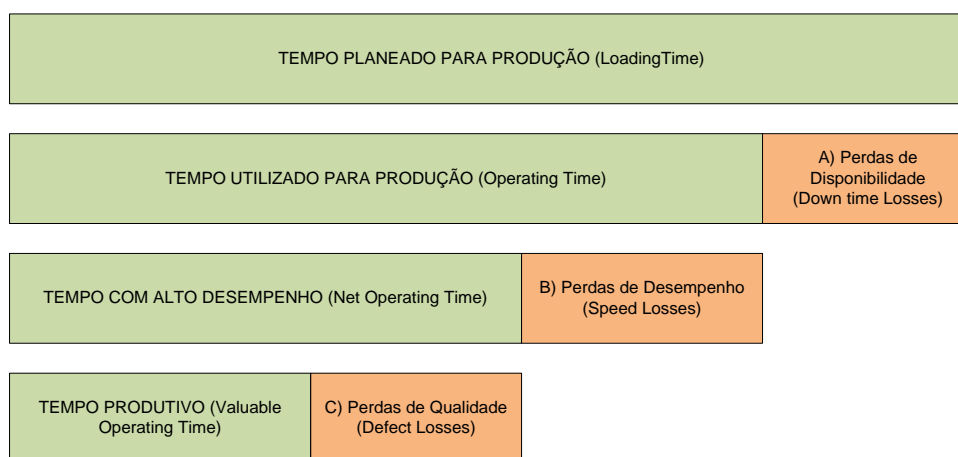 TEMPO PLANEADO PARA PRODUÇÃO (LoadingTime)
TEMPO UTILIZADO PARA PRODUÇÃO (Operating Time)
A) Perdas de
Disponibilidade
(Down time Losses)
TEMPO COM ALTO DESEMPENHO (Net Operating Time)
B) Perdas de Desempenho
(Speed Losses)
TEMPO PRODUTIVO (Valuable
Operating Time)
C) Perdas de Qualidade
(Defect Losses)